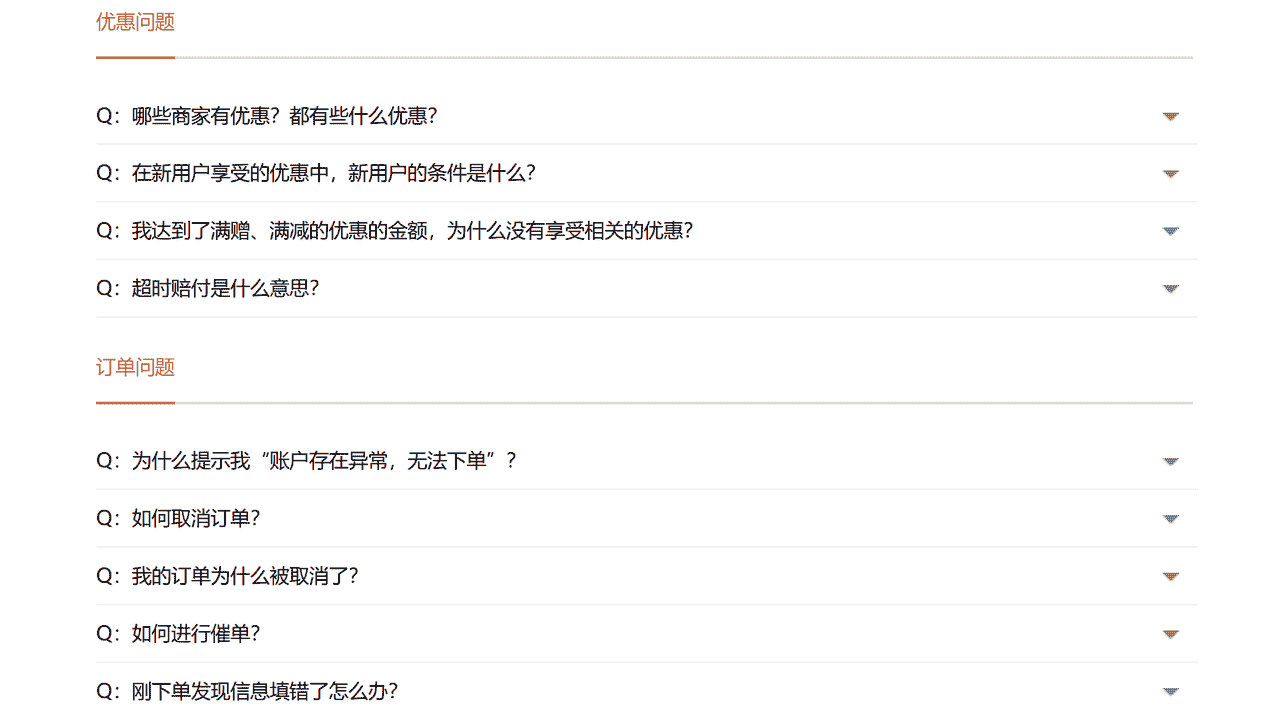 优惠问题
Q：哪些商家有优惠？都有些什么优惠？
Q：在新用户享受的优惠中，新用户的条件是什么？
Q：我达到了满赠、满减的优惠的金额，为什么没有享受相关的优惠？
Q：超时赔付是什么意思？
订单问题
Q：为什么提示我“账户存在异常，无法下单”？
Q：如何取消订单？
Q：我的订单为什么被取消了？
Q：如何进行催单？
Q：刚下单发现信息填错了怎么办？